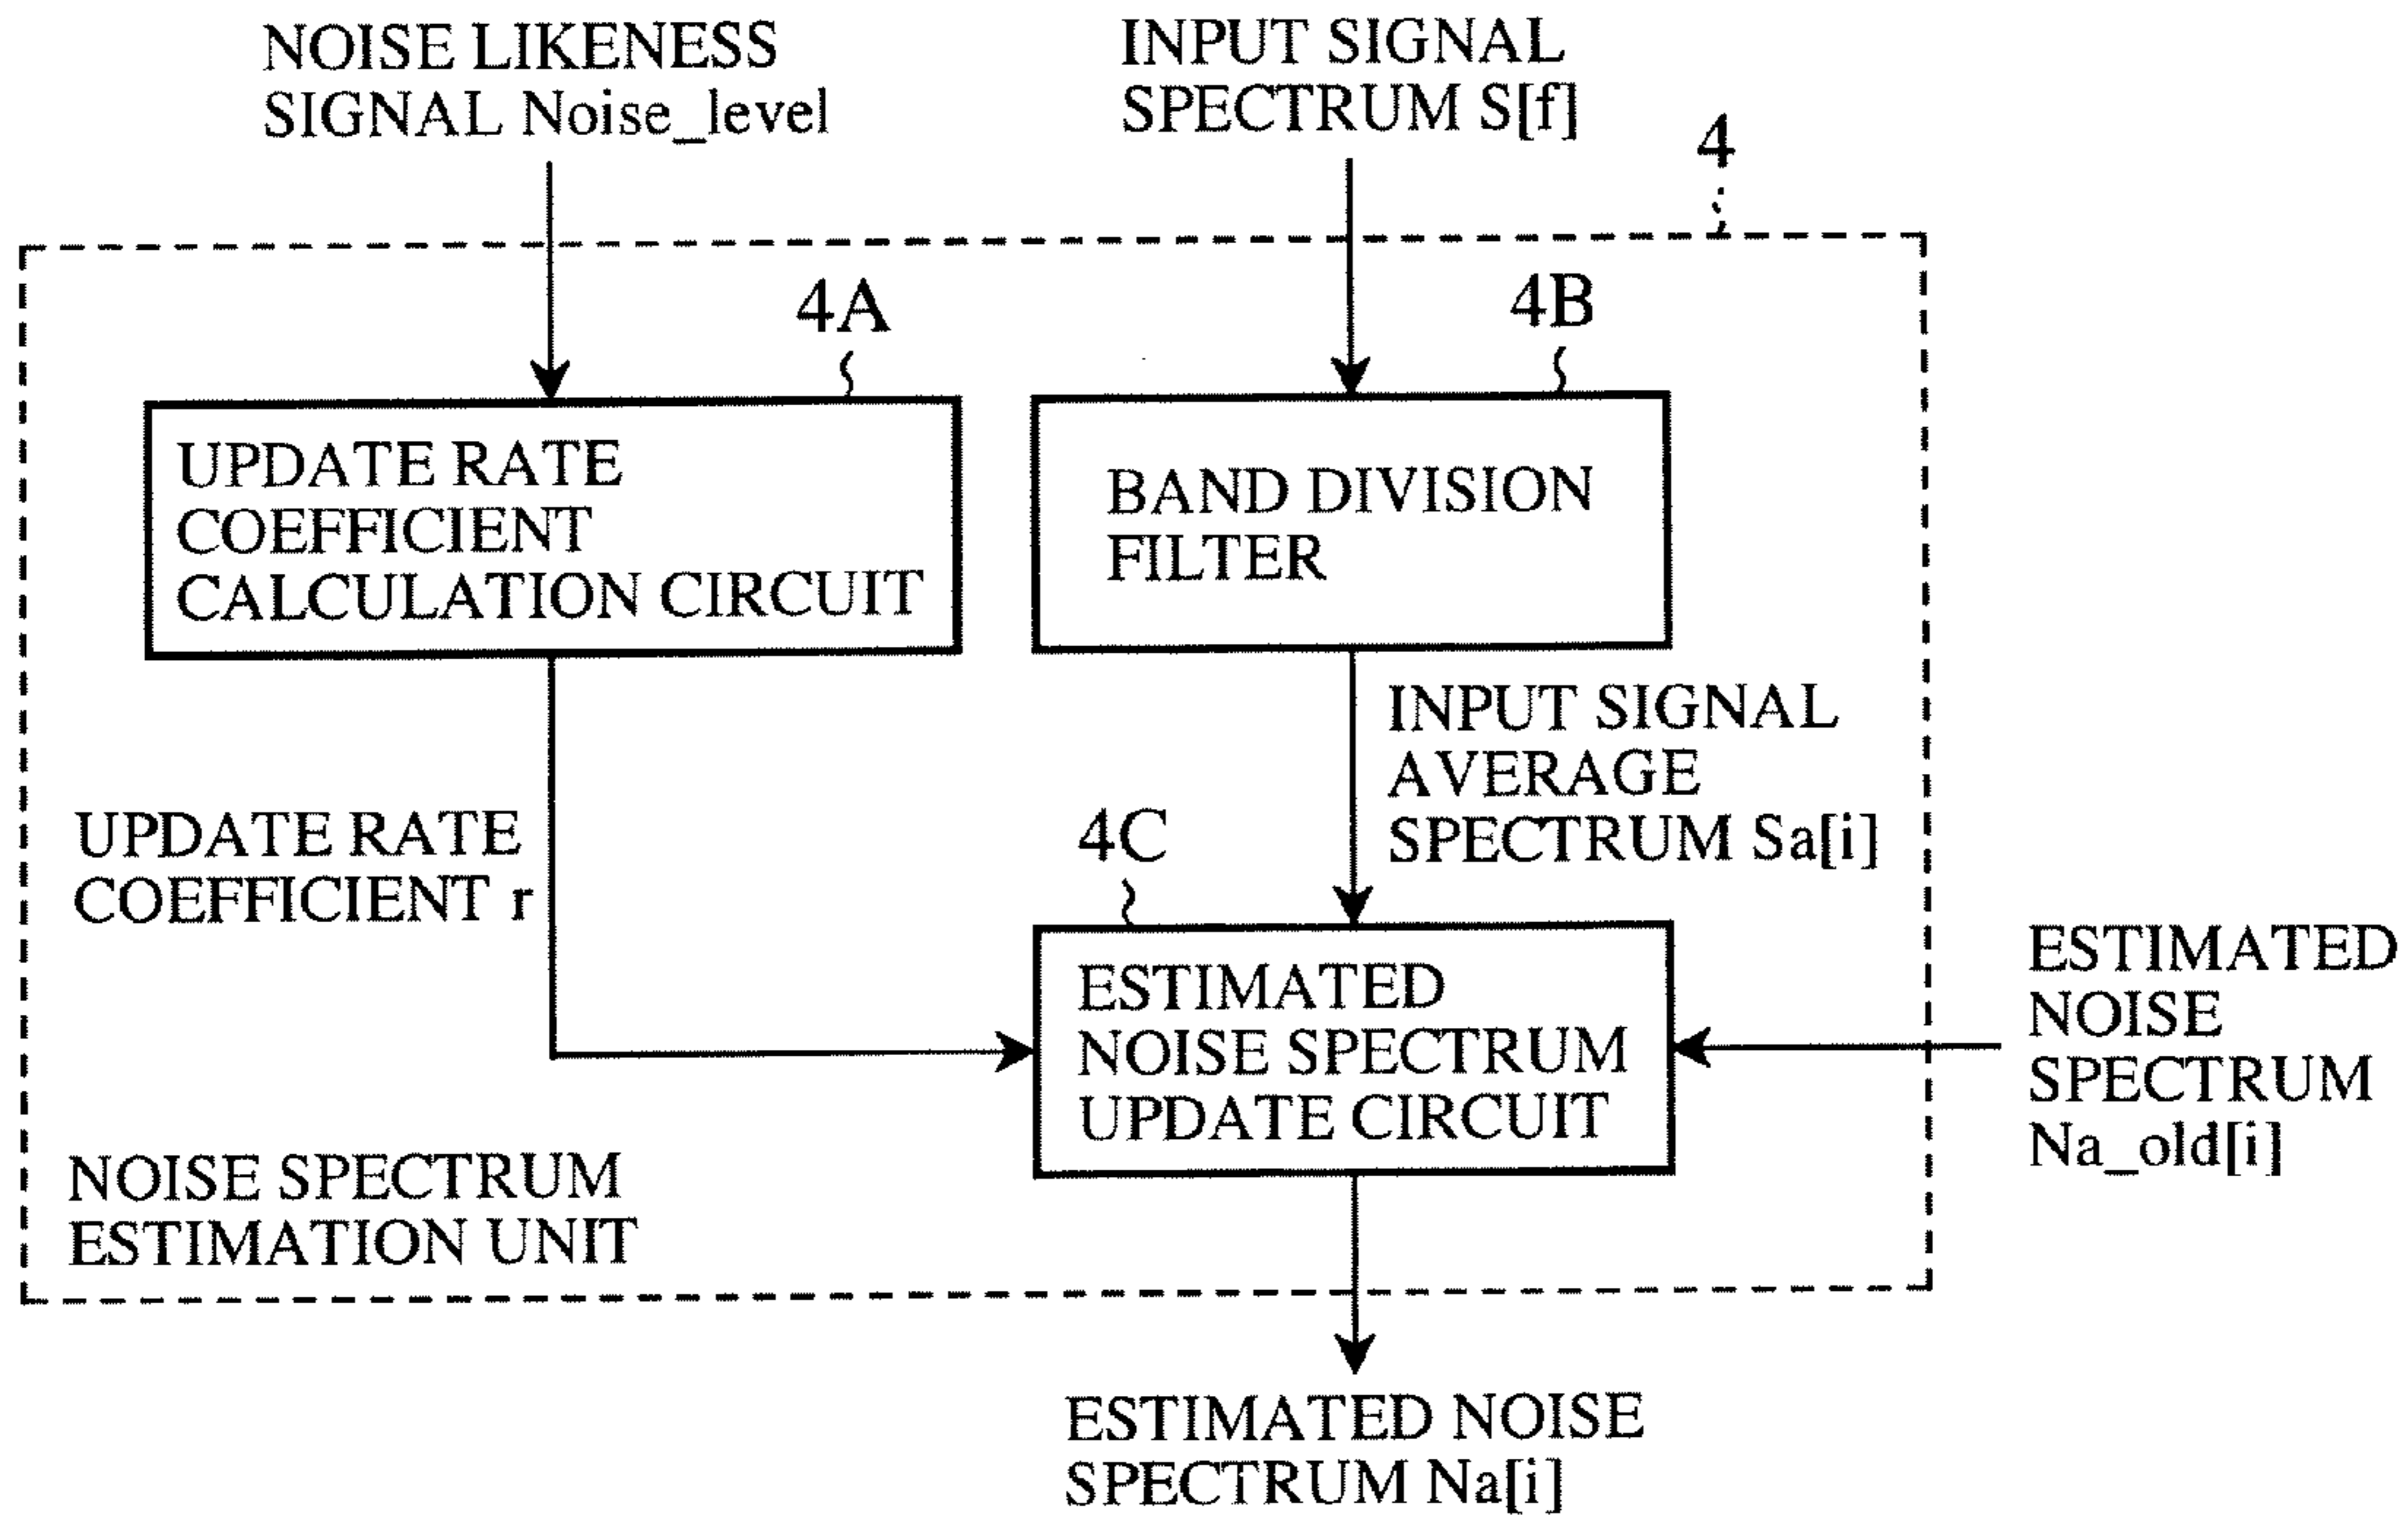 NOISE LIKENESS
SIGNAL Noise_level
INPUT SIGNAL
SPECTRUM S[f]
4
4A
4B
UPDATE RATE
COEFFICIENT
CALCULATION CIRCUIT
BAND DIVISION
FILTER
INPUT SIGNAL
AVERAGE
SPECTRUM Sa[i]
UPDATE RATE
COEFFICIENT r
4C
ESTIMATED
NOISE SPECTRUM
UPDATE CIRCUIT
ESTIMATED
NOISE
SPECTRUM
Na_old[i]
NOISE SPECTRUM
ESTIMATION UNIT
ESTIMATED NOISE
SPECTRUM Na[i]